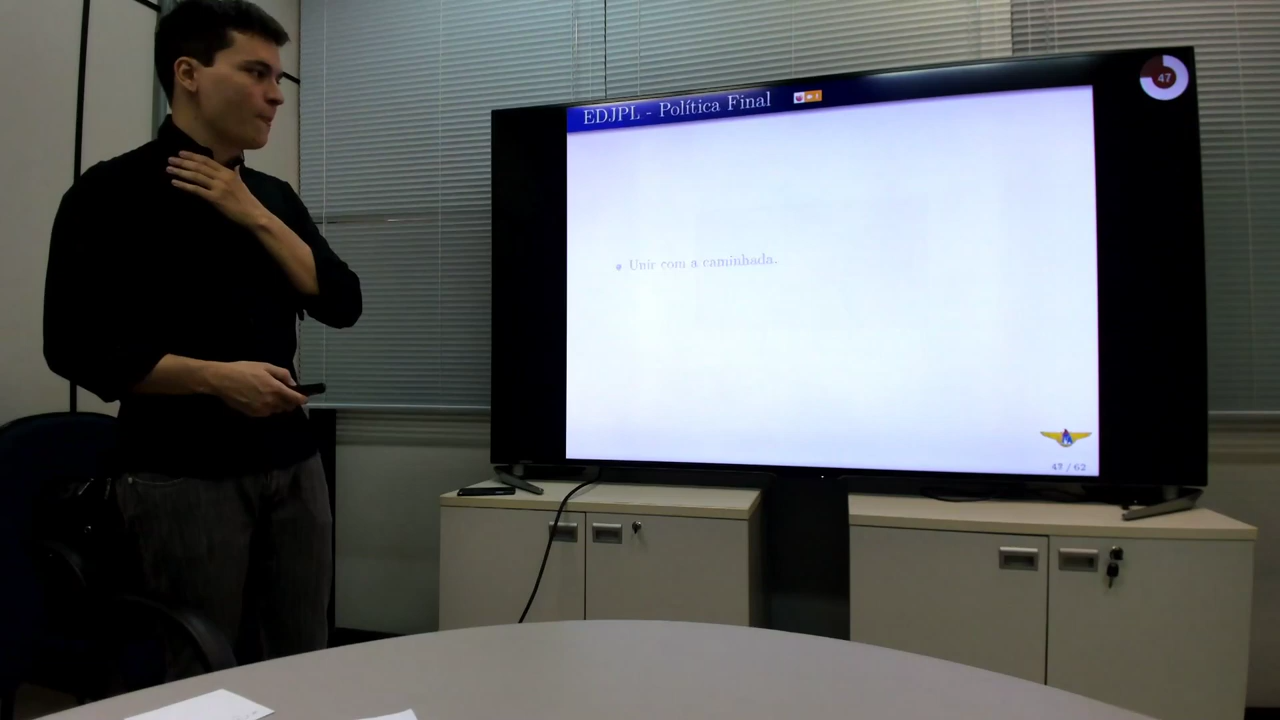 EDJPL - Política Final
47
• Unir com a caminhada.
47 / 62